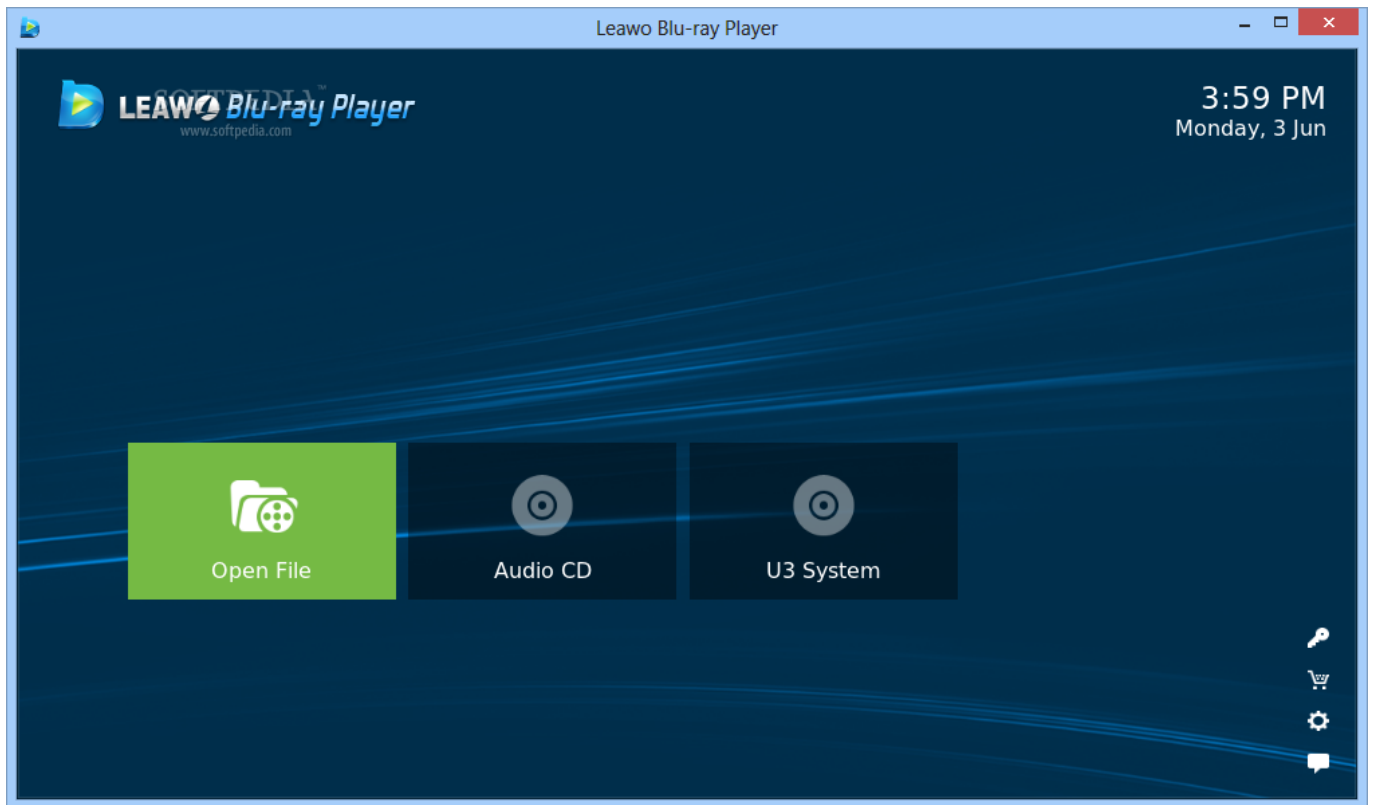 Leawo Blu-ray Player
SOFTPEDIA™
LEAWO Blu-ray Player
www.softpedia.com
3:59 PM
Monday, 3 Jun
Open File
Audio CD
U3 System